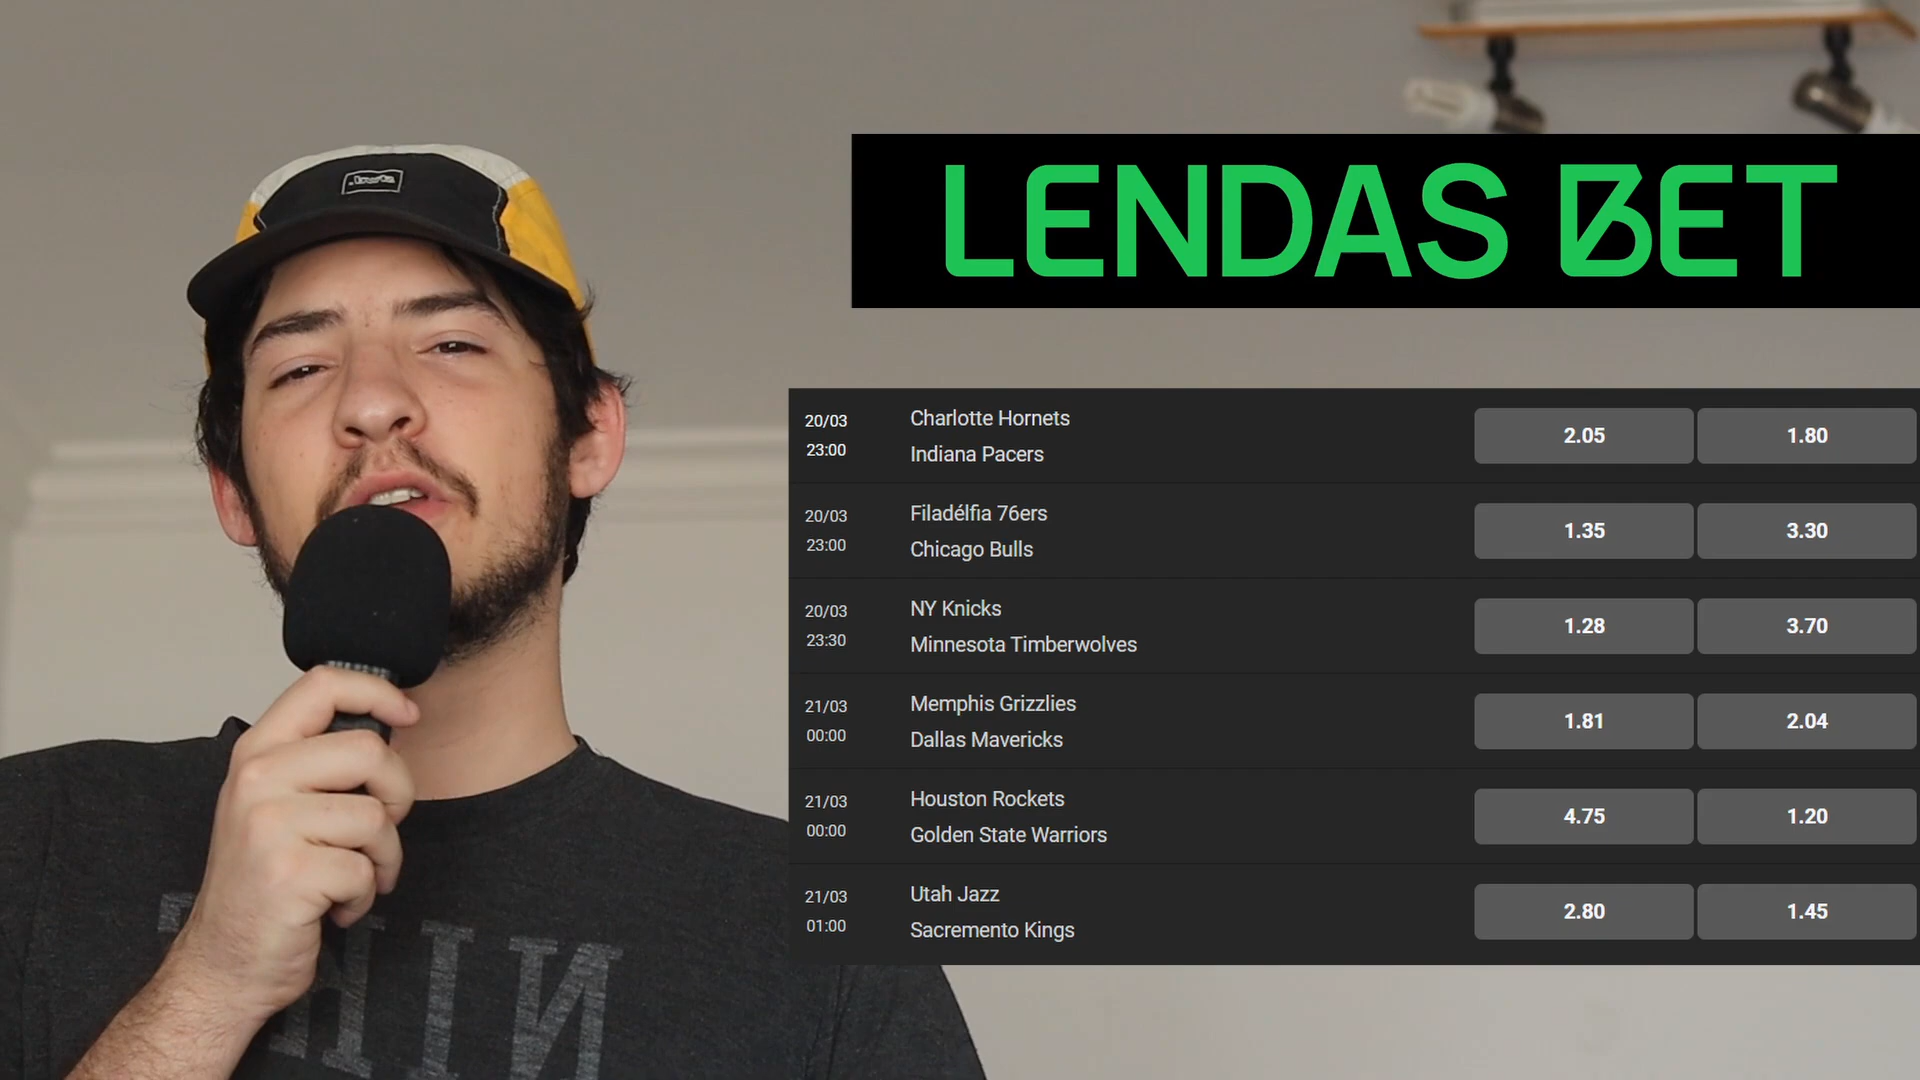 LENDAS BET
20/03 Charlotte Hornets 2.05 1.80
23:00 Indiana Pacers
20/03 Filadélfia 76ers 1.35 3.30
23:00 Chicago Bulls
20/03 NY Knicks 1.28 3.70
23:30 Minnesota Timberwolves
21/03 Memphis Grizzlies 1.81 2.04
00:00 Dallas Mavericks
21/03 Houston Rockets 4.75 1.20
00:00 Golden State Warriors
21/03 Utah Jazz 2.80 1.45
01:00 Sacremento Kings